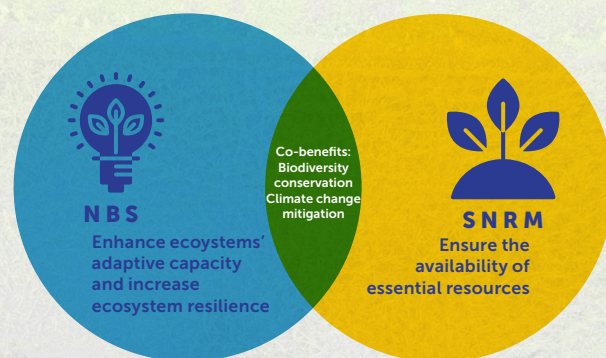 NBS
Enhance ecoystems'
adaptive capacity
and increase
ecosystem resilience
Co-benefits:
Biodiversity
conservation
Climate change
mitigation
SNRM
Ensure the
availability of
essential resources